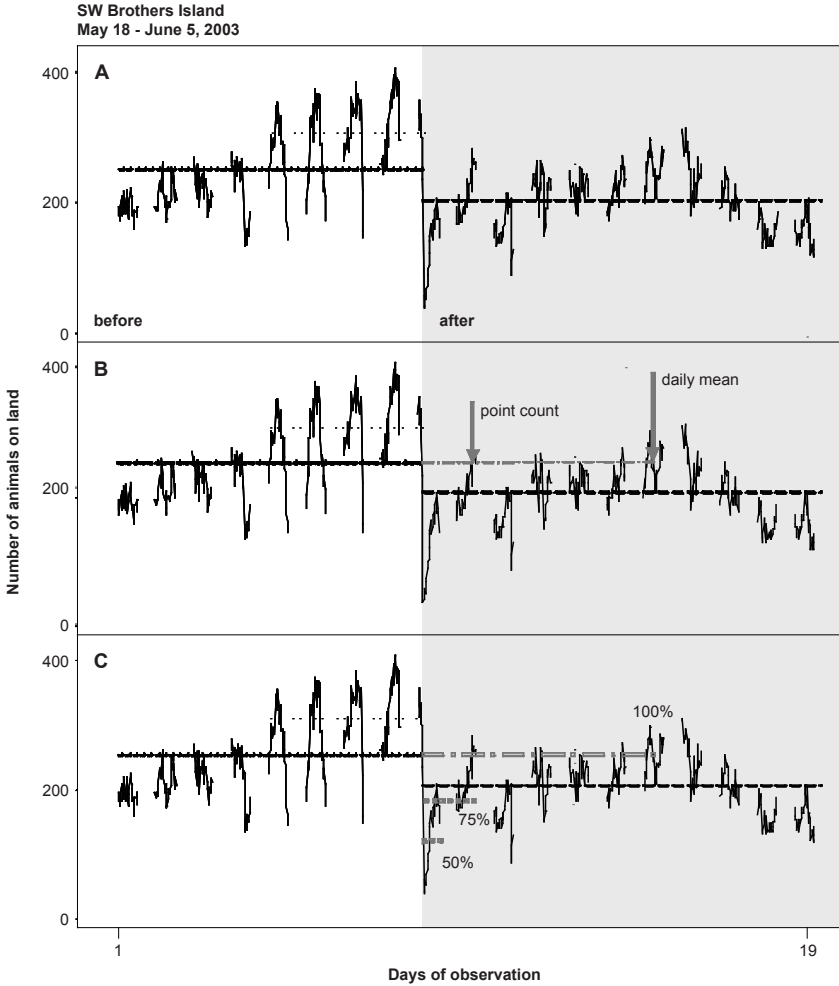 SW Brothers Island
May 18 - June 5, 2003
A
400
200
0
before
after
B
400
200
0
point count
daily mean
C
400
200
0
100%
75%
50%
Number of animals on land
1
19
Days of observation